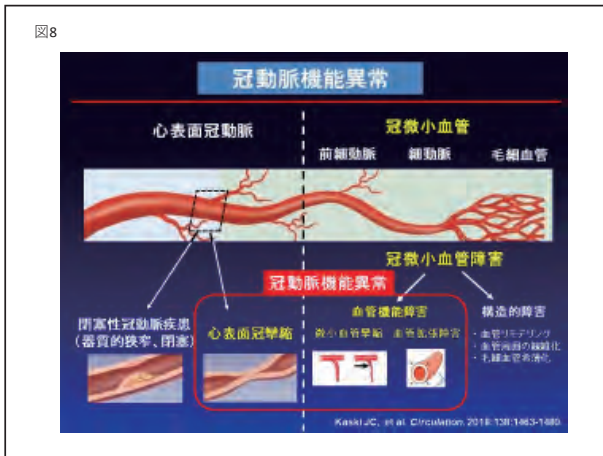 図8
冠動脈機能異常
心表面冠動脈
冠微小血管
前細動脈
細動脈
毛細血管
冠微小血管障害
冠動脈機能異常
閉塞性冠動脈疾患
(器質的狭窄、閉塞)
心表面冠攣縮
血管機能障害
微小血管攣縮
血管拡張障害
構造的障害
・血管リモデリング
・血管周囲の線維化
・毛細血管希薄化
Kaski JC, et al. Circulation. 2018;138:1463-1480.